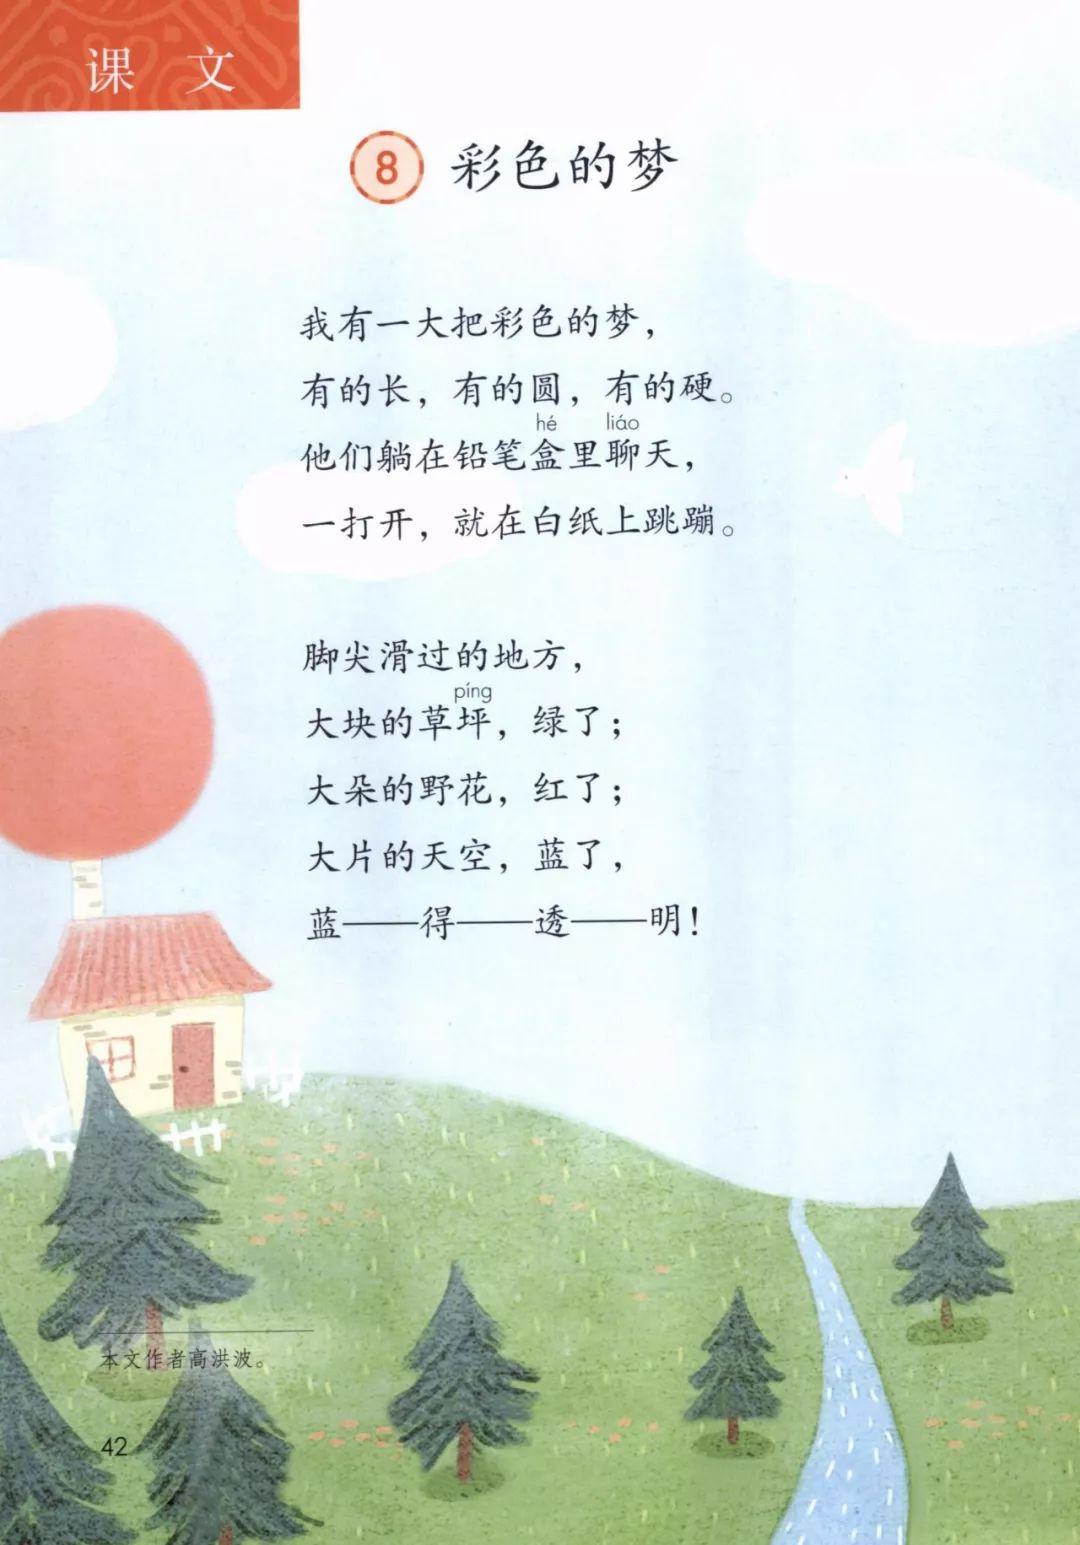 课 文
8 彩色的梦
我有一大把彩色的梦，
有的长，有的圆，有的硬。
hé liáo
他们躺在铅笔盒里聊天，
一打开，就在白纸上跳蹦。
脚尖滑过的地方，
píng
大块的草坪，绿了；
大朵的野花，红了；
大片的天空，蓝了，
蓝——得——透——明！
本文作者高洪波。
42